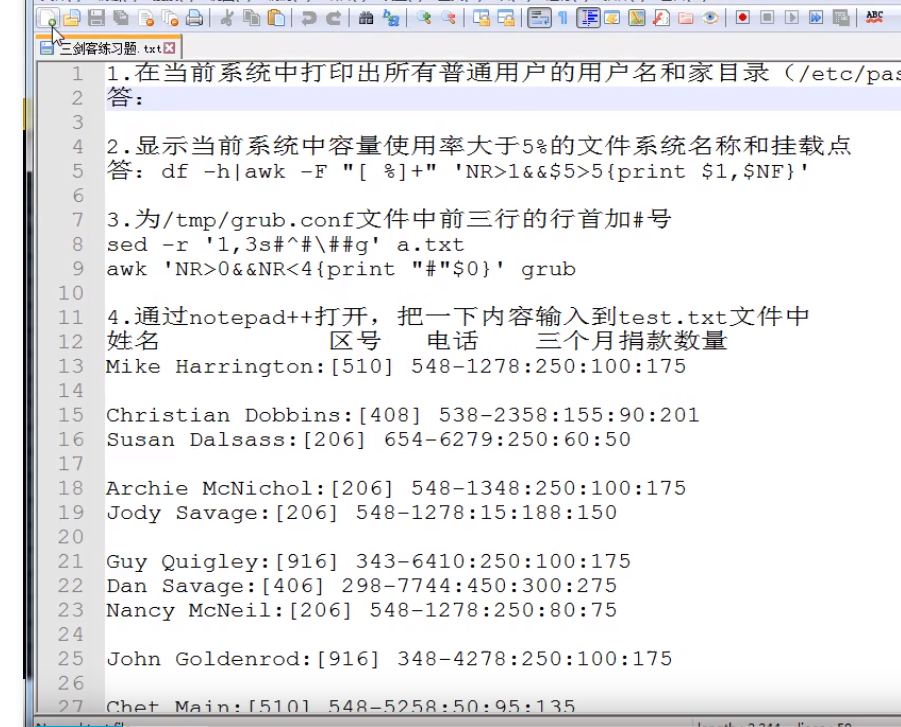 三剑客练习题.txt
1 1.在当前系统中打印出所有普通用户的用户名和家目录（/etc/pas
2 答：
3
4 2.显示当前系统中容量使用率大于5%的文件系统名称和挂载点
5 答：df -h|awk -F "[ %]+" 'NR>1&&$5>5{print $1,$NF}'
6
7 3.为/tmp/grub.conf文件中前三行的行首加#号
8 sed -r '1,3s#^#\##g' a.txt
9 awk 'NR>0&&NR<4{print "#"$0}' grub
10
11 4.通过notepad++打开，把一下内容输入到test.txt文件中
12 姓名 区号 电话 三个月捐款数量
13 Mike Harrington:[510] 548-1278:250:100:175
14
15 Christian Dobbins:[408] 538-2358:155:90:201
16 Susan Dalsass:[206] 654-6279:250:60:50
17
18 Archie McNichol:[206] 548-1348:250:100:175
19 Jody Savage:[206] 548-1278:15:188:150
20
21 Guy Quigley:[916] 343-6410:250:100:175
22 Dan Savage:[406] 298-7744:450:300:275
23 Nancy McNeil:[206] 548-1278:250:80:75
24
25 John Goldenrod:[916] 348-4278:250:100:175
26
27 Chet Main:[510] 548-5258:50:95:135